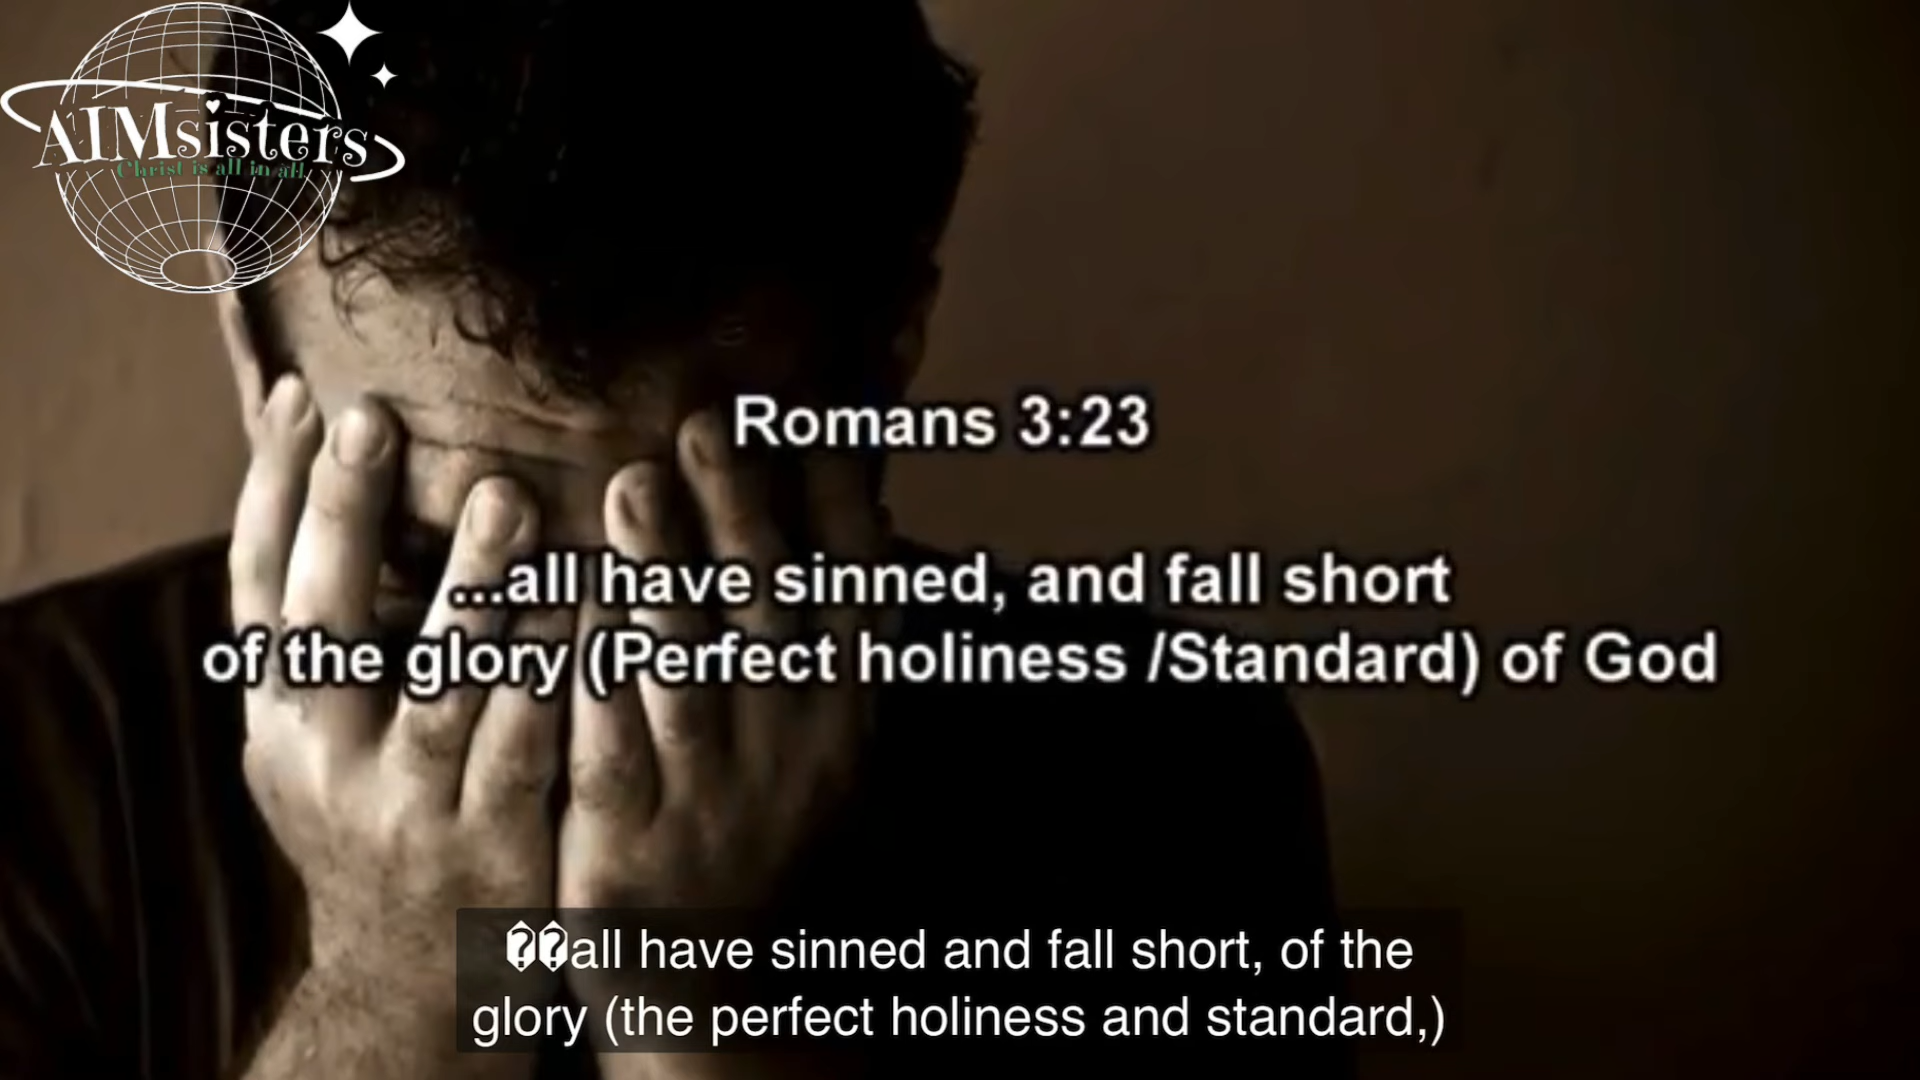 AIMsisters
Christ is all in all
Romans 3:23
...all have sinned, and fall short
of the glory (Perfect holiness /Standard) of God
��all have sinned and fall short, of the
glory (the perfect holiness and standard,)